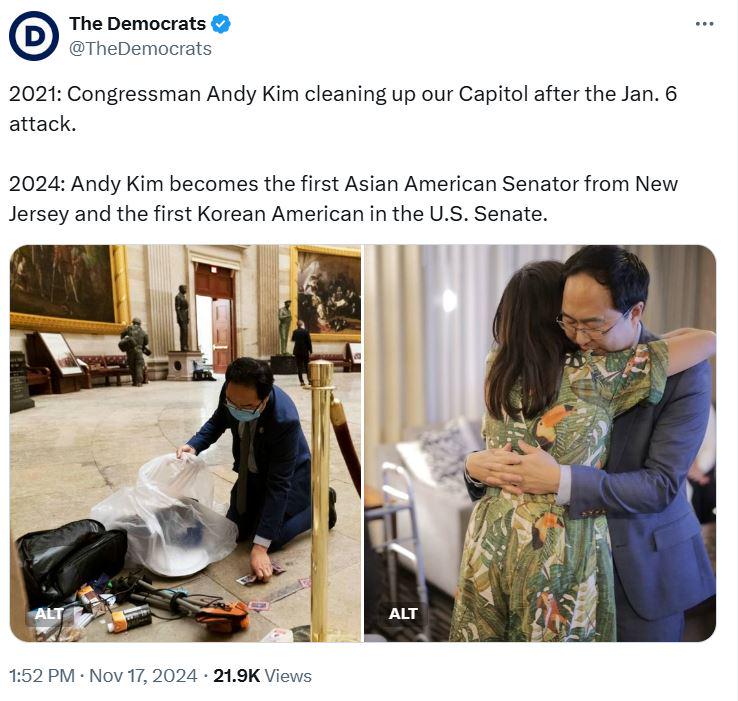 The Democrats
@TheDemocrats
2021: Congressman Andy Kim cleaning up our Capitol after the Jan. 6
attack.
2024: Andy Kim becomes the first Asian American Senator from New
Jersey and the first Korean American in the U.S. Senate.
ALT
ALT
1:52 PM · Nov 17, 2024 · 21.9K Views